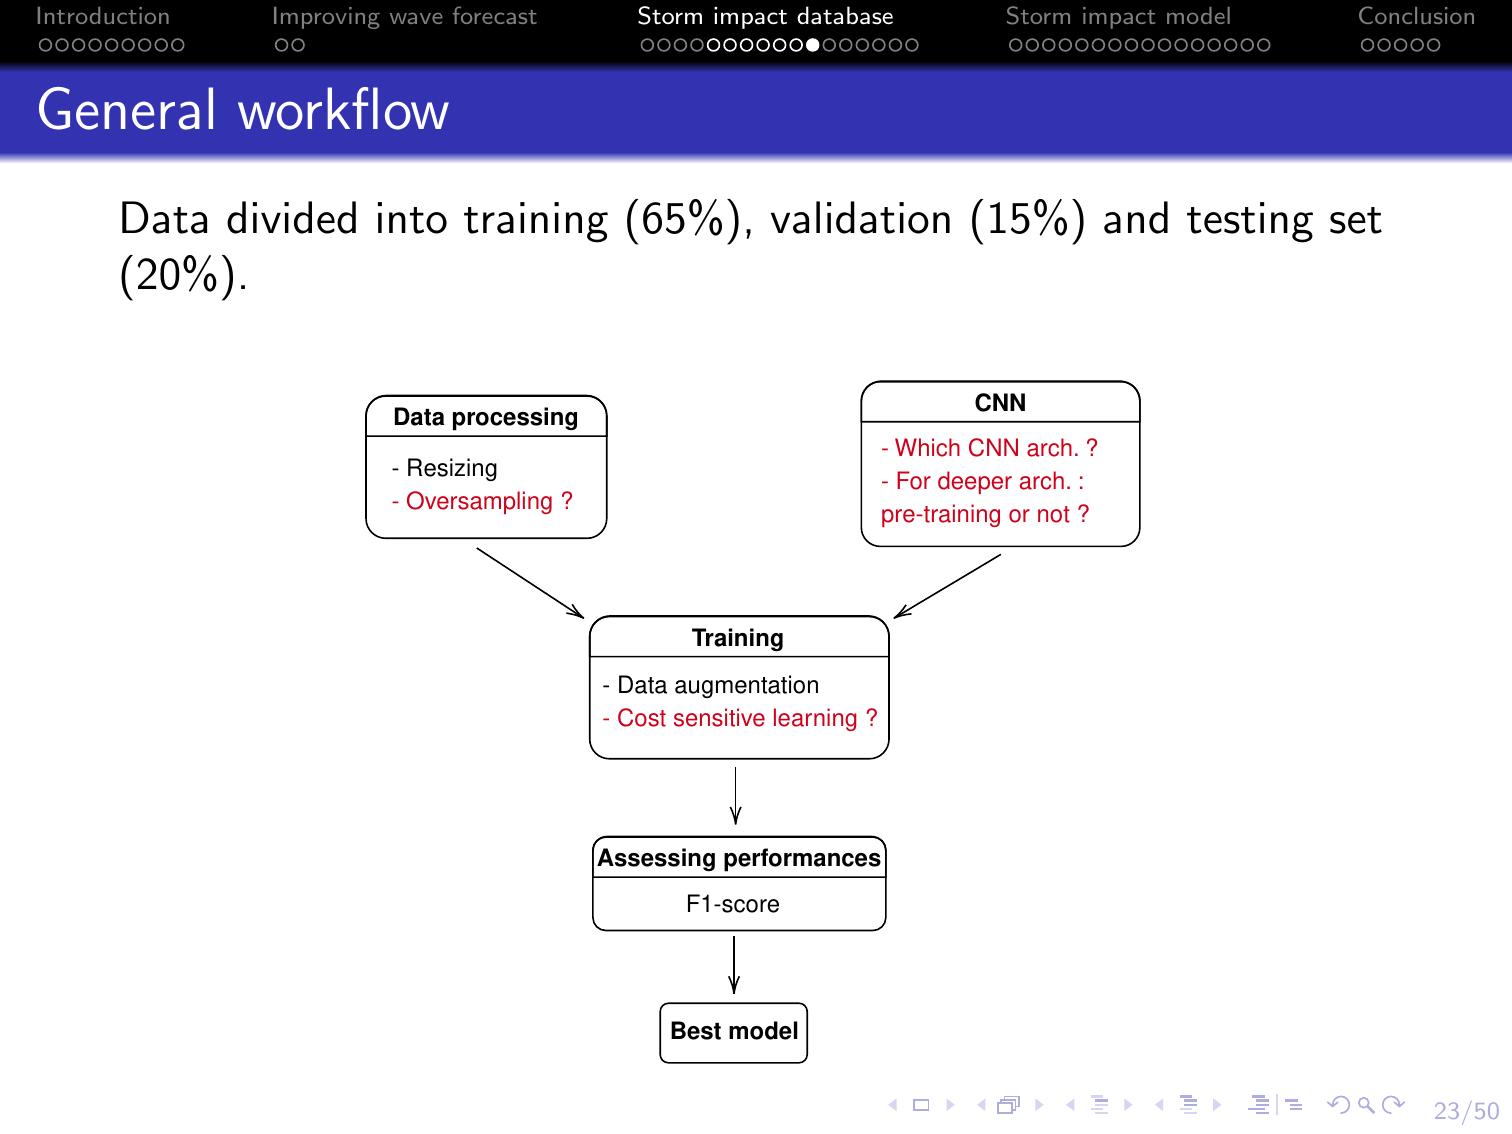 Introduction
Improving wave forecast
Storm impact database
Storm impact model
Conclusion
General workflow
Data divided into training (65%), validation (15%) and testing set
(20%).
Data processing
- Resizing
- Oversampling ?
CNN
- Which CNN arch. ?
- For deeper arch. :
pre-training or not ?
Training
- Data augmentation
- Cost sensitive learning ?
Assessing performances
F1-score
Best model
23/50